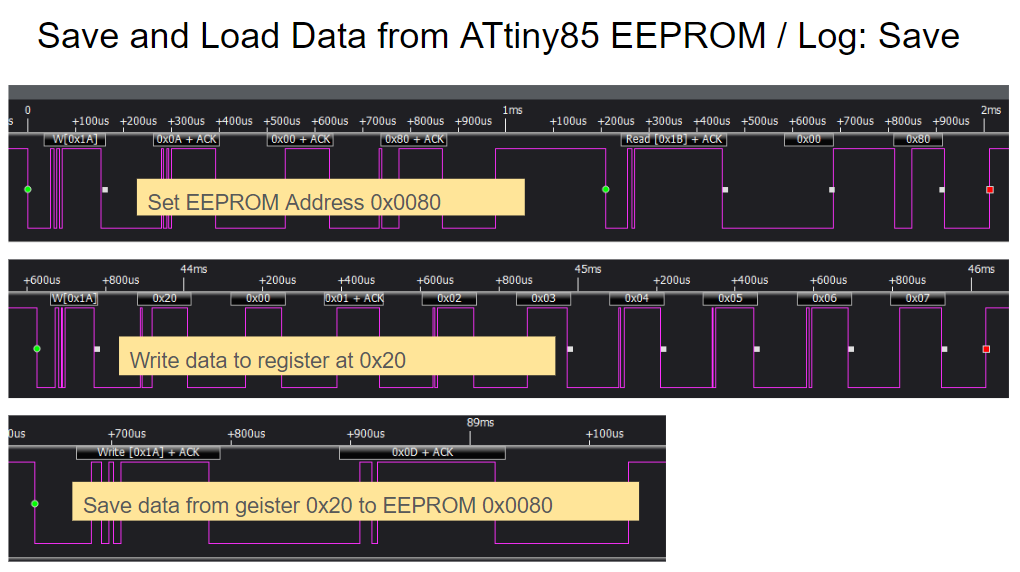 Save and Load Data from ATtiny85 EEPROM / Log: Save
0 1ms 2ms
s +100us +200us +300us +400us +500us +600us +700us +800us +900us +100us +200us +300us +400us +500us +600us +700us +800us +900us
W[0x1A] 0x0A + ACK 0x00 + ACK 0x80 + ACK Read [0x1B] + ACK 0x00 0x80
Set EEPROM Address 0x0080
44ms 45ms 46ms
+600us +800us +200us +400us +600us +800us +200us +400us +600us +800us
W[0x1A] 0x20 0x00 0x01 + ACK 0x02 0x03 0x04 0x05 0x06 0x07
Write data to register at 0x20
89ms
0us +700us +800us +900us +100us
Write [0x1A] + ACK 0x0D + ACK
Save data from geister 0x20 to EEPROM 0x0080